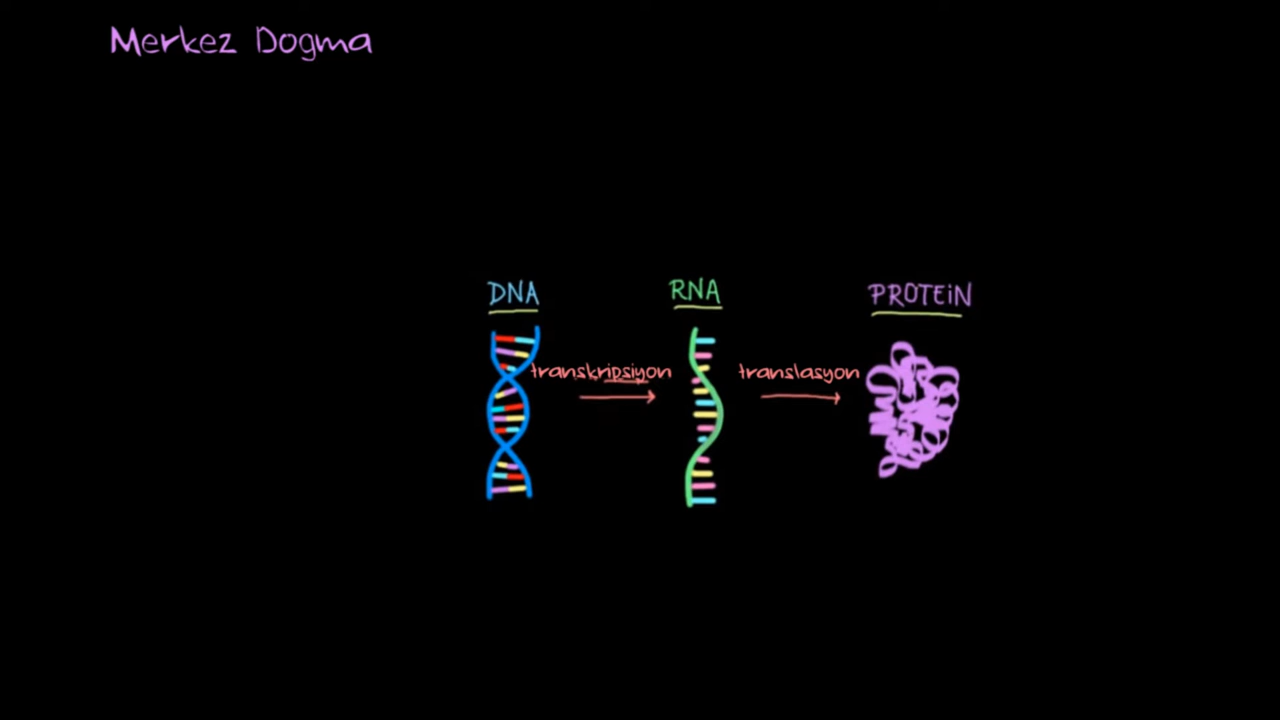 Merkez Dogma
DNA
RNA
PROTEiN
transkripsiyon
translasyon